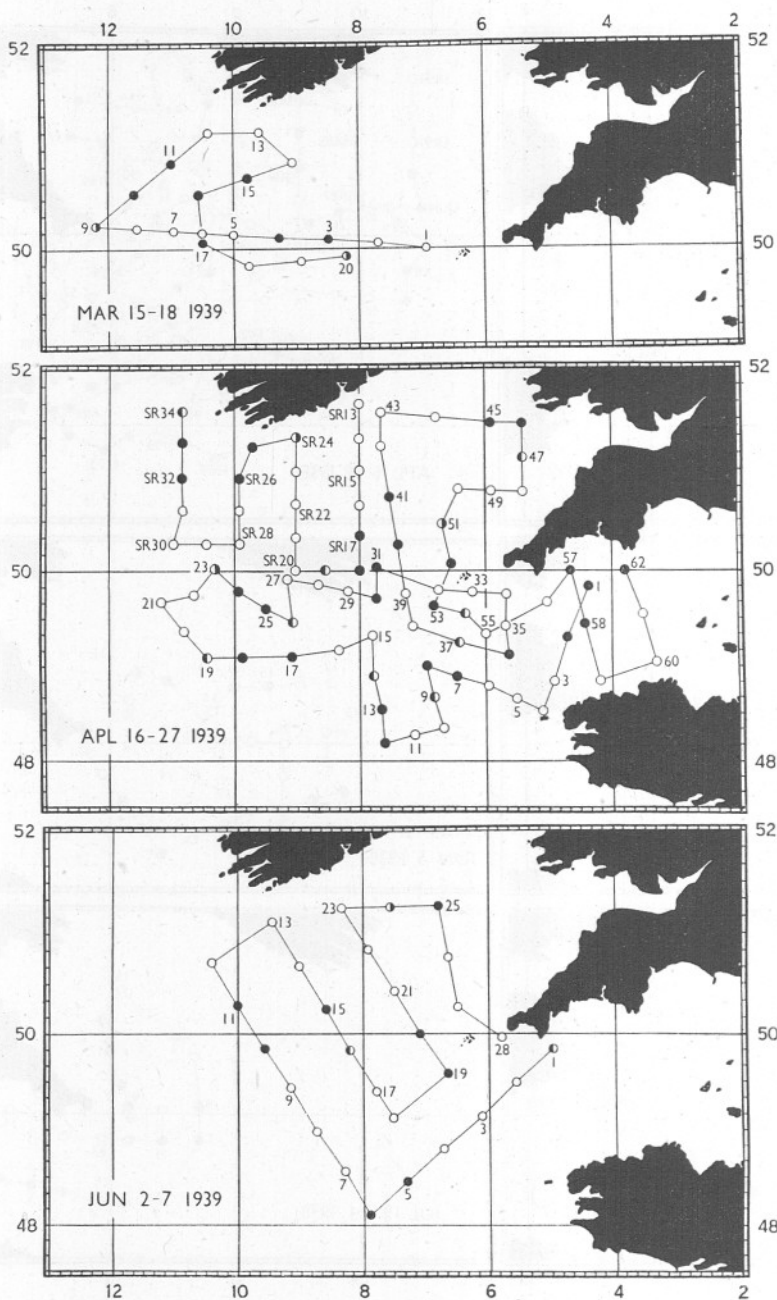 12 10 8 6 4 2
52 52
11 13
15
9 7 5 3 1
50 50
17 20
MAR 15-18 1939
52 52
SR34 SR24 SR13 43 45
SR32 SR26 SR15 47
41 49
SR22 51
SR30 SR28 SR17
50 23 SR20 31 57 62 50
27 33 1
21 25 29 39 53 55 35 58
19 17 15 37 60
9 7 3
13 5
11
APL 16-27 1939
48 48
52 52
13 23 25
21
11 15
50 28 50
1
9 17 19
3
7 5
JUN 2-7 1939
48 48
12 10 8 6 4 2